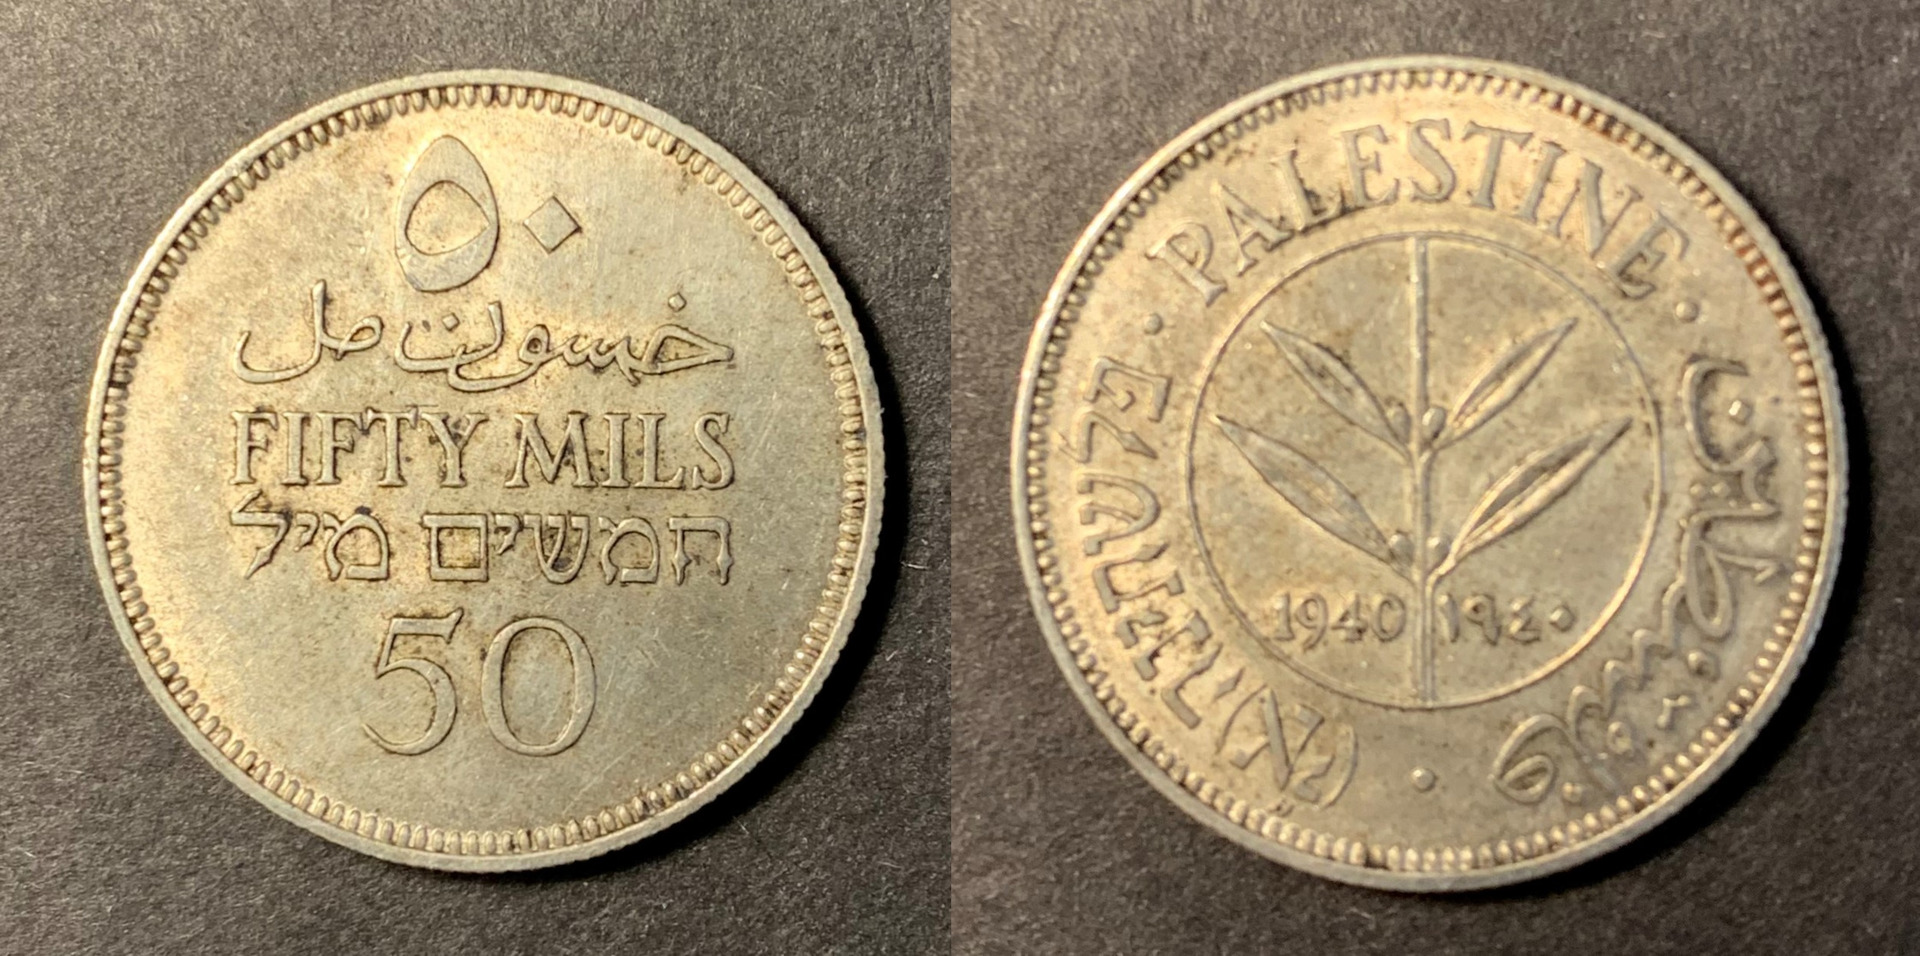 ٥٠
خمسون مل
FIFTY MILS
חמשים מיל
50
PALESTINE
فلسطين
פלשתינה (א״י)
1940 ١٩٤٠